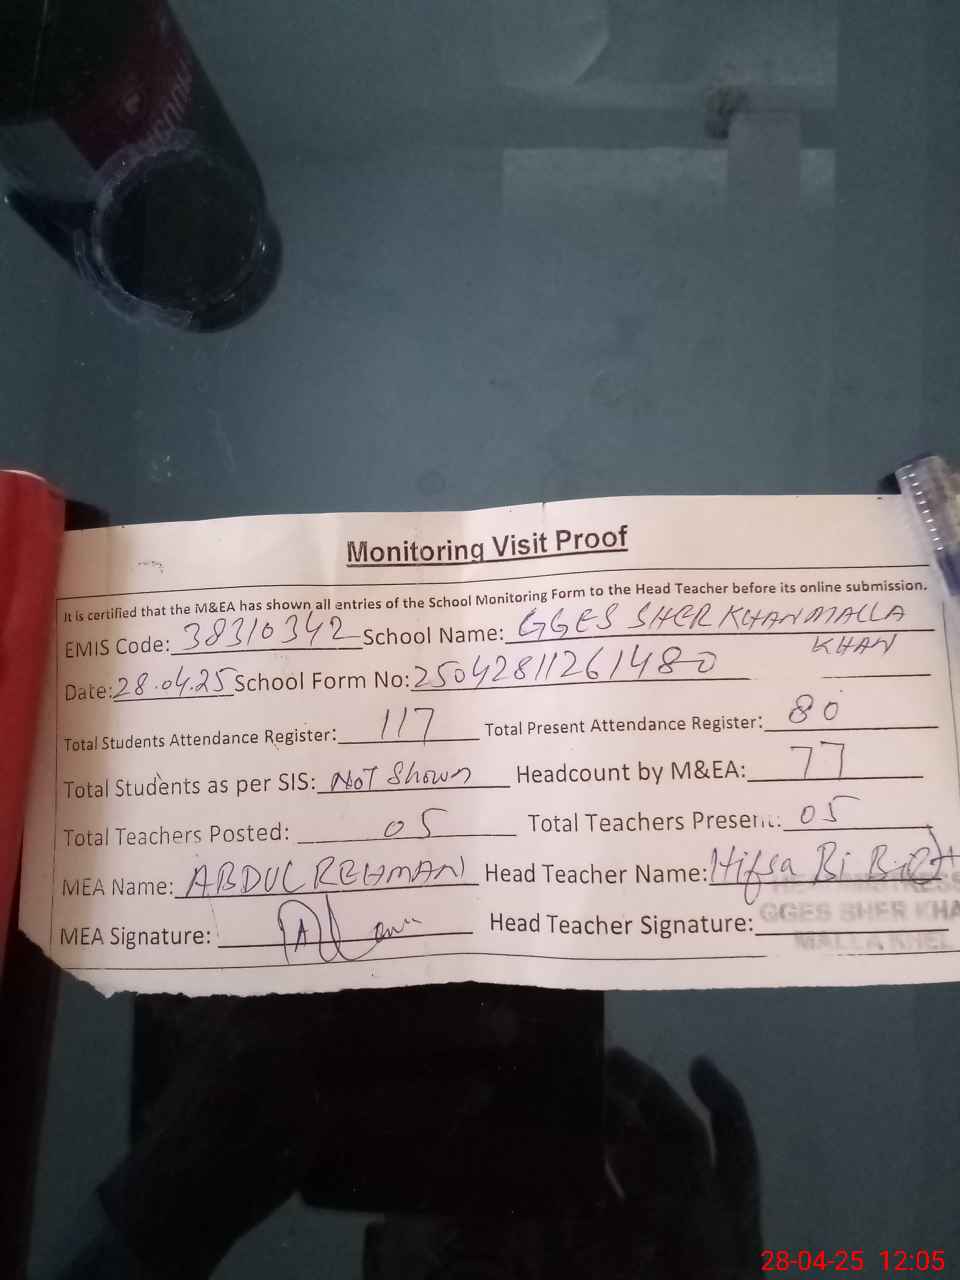 Monitoring Visit Proof
It is certified that the M&EA has shown all entries of the School Monitoring Form to the Head Teacher before its online submission.
EMIS Code: 38310342 School Name: GGES SHER KHAN MALLA
KHAN
Date: 28.04.25 School Form No: 25042811261480
Total Students Attendance Register: 117 Total Present Attendance Register: 80
Total Students as per SIS: NOT Shown Headcount by M&EA: 77
Total Teachers Posted: 05 Total Teachers Present: 05
MEA Name: ABDUL REHMAN Head Teacher Name: Hifsa Bi Bi
MEA Signature: Head Teacher Signature:
GGES SHER KHA
MALLA KHEL
28-04-25 12:05